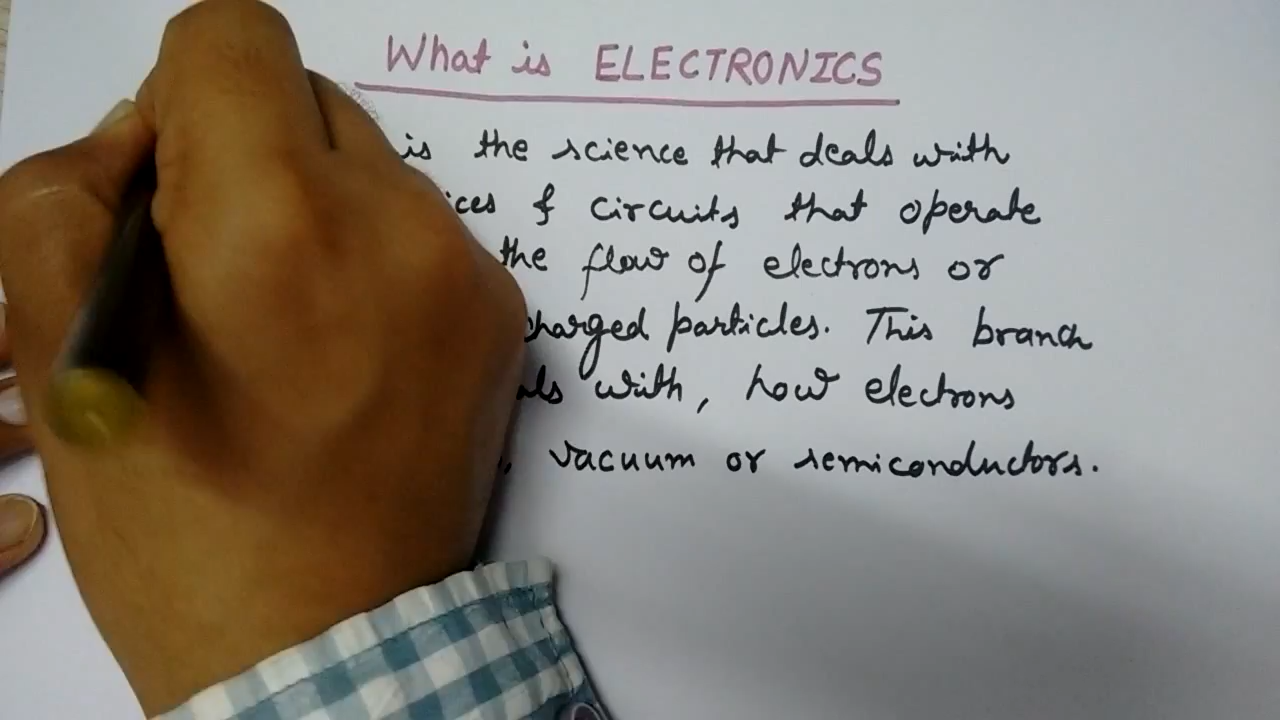 What is ELECTRONICS
is the science that deals with
& circuits that operate
the flow of electrons or
charged particles. This branch
with, how electrons
vacuum or semiconductors.